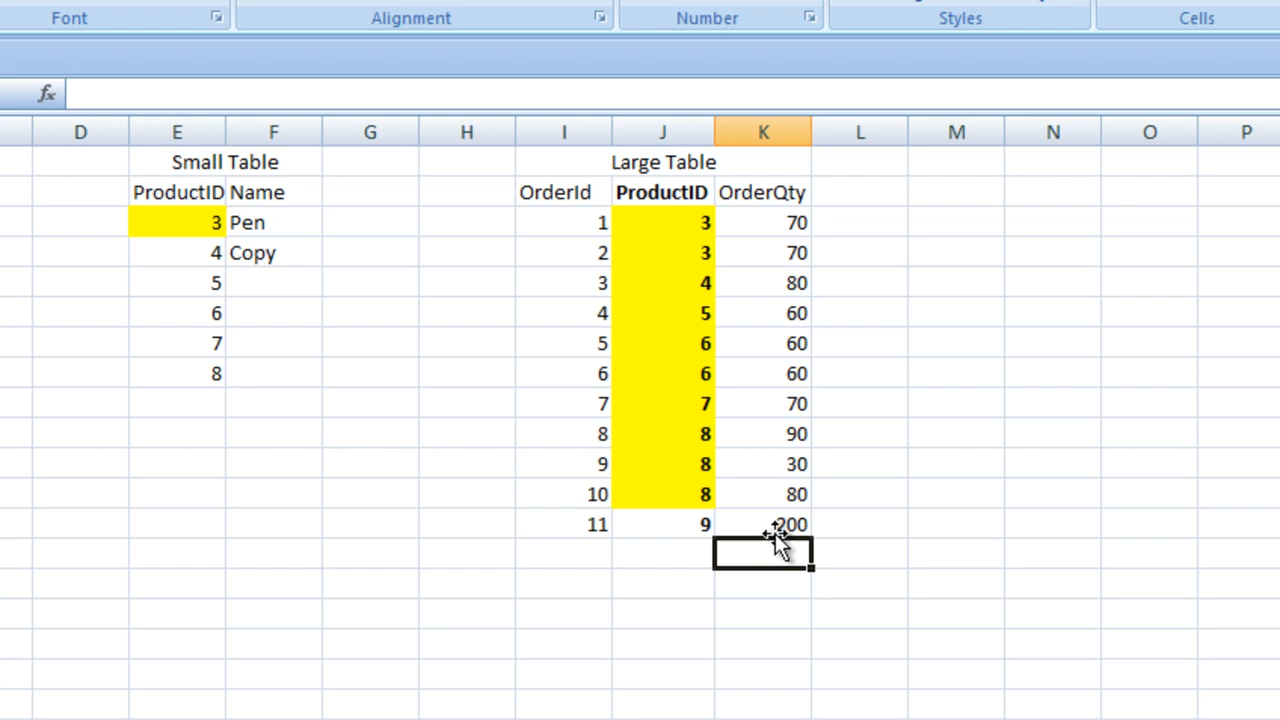 Font Alignment Number Styles Cells
fx
D E F G H I J K L M N O P
Small Table Large Table
ProductID Name OrderId ProductID OrderQty
3 Pen 1 3 70
4 Copy 2 3 70
5 3 4 80
6 4 5 60
7 5 6 60
8 6 6 60
7 7 70
8 8 90
9 8 30
10 8 80
11 9 200